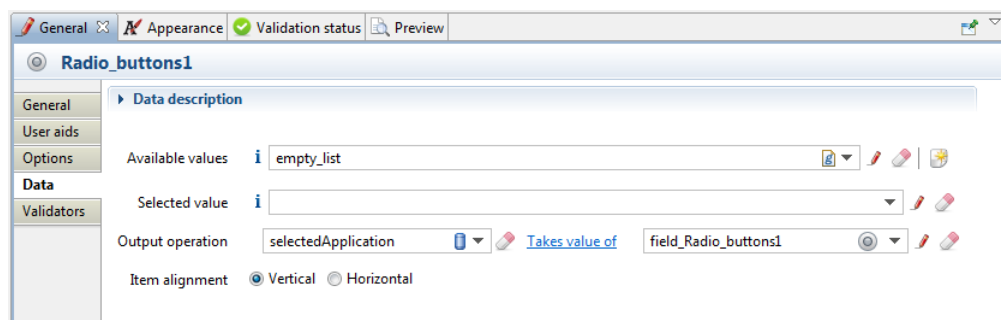 General Appearance Validation status Preview
Radio_buttons1
General
Data description
User aids
Options
Available values i empty_list
Data
Selected value i
Validators
Output operation selectedApplication Takes value of field_Radio_buttons1
Item alignment Vertical Horizontal